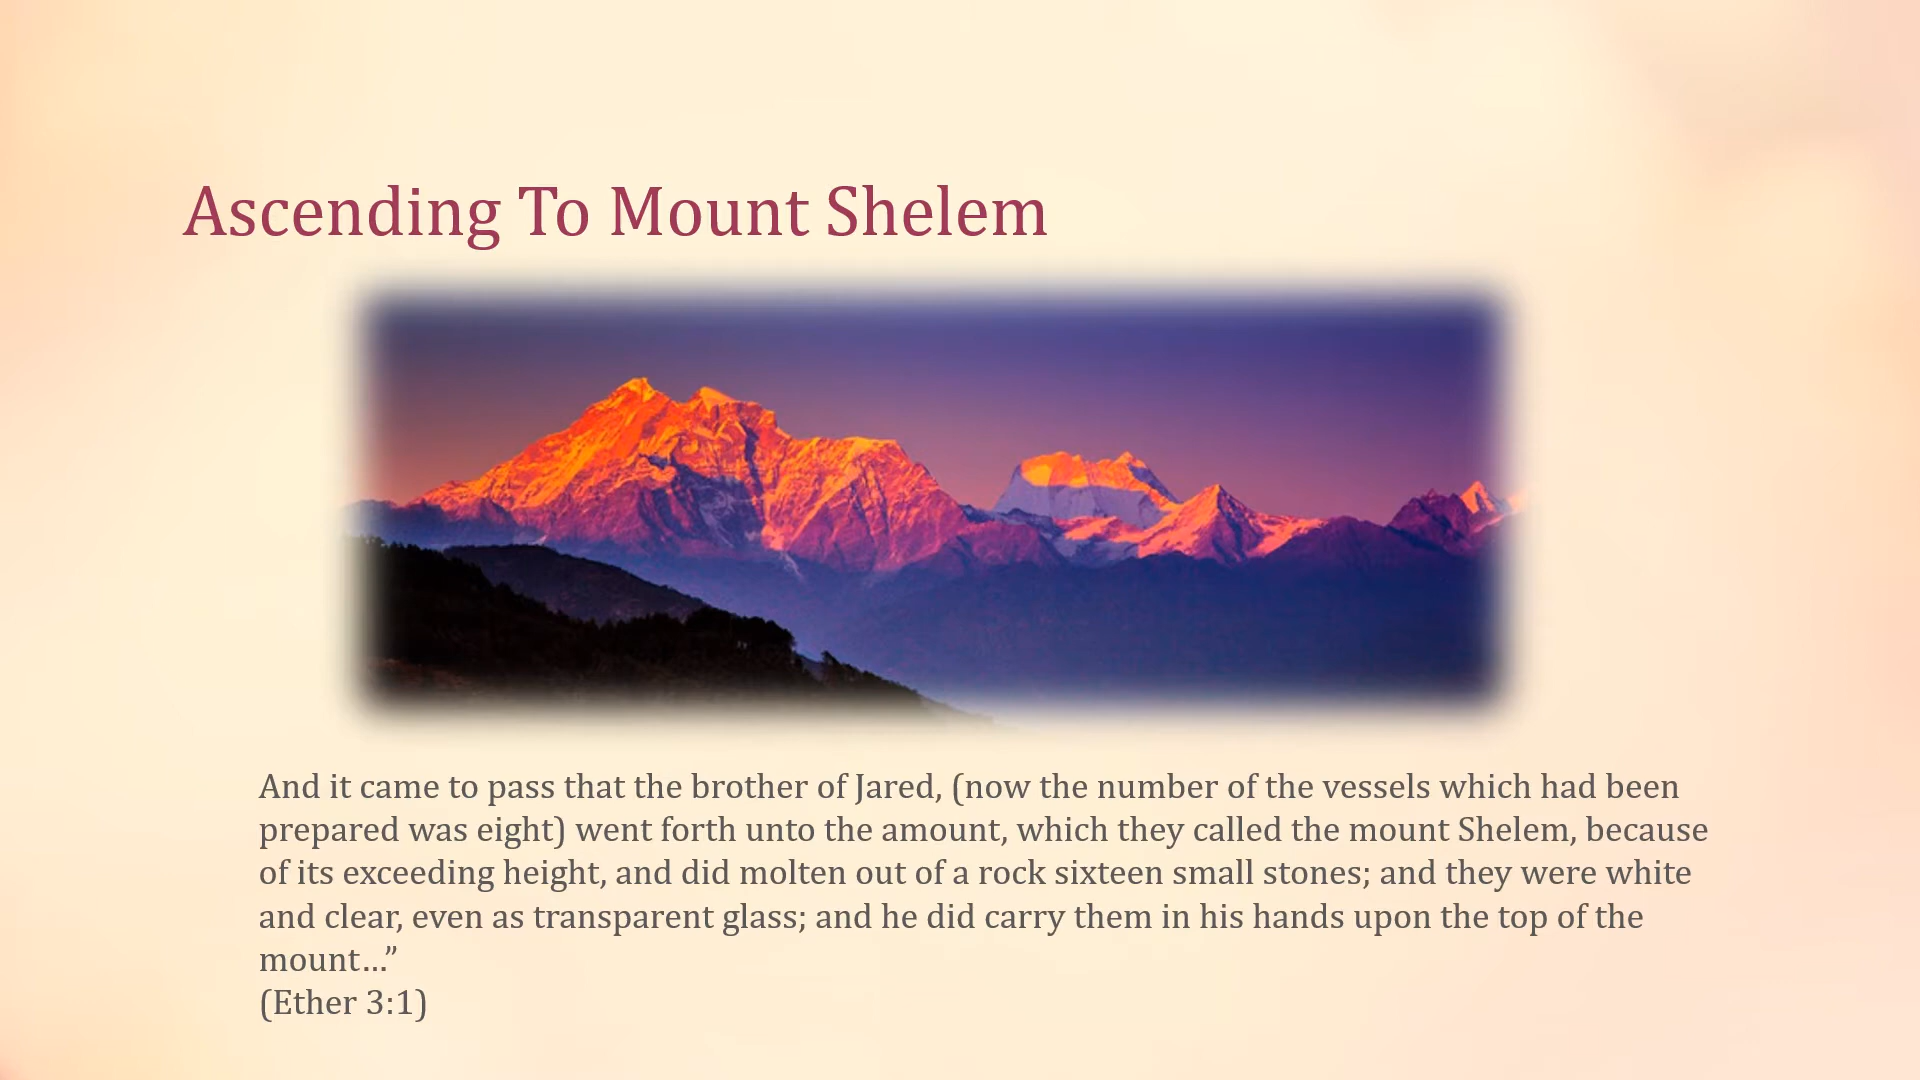 Ascending To Mount Shelem
And it came to pass that the brother of Jared, (now the number of the vessels which had been
prepared was eight) went forth unto the amount, which they called the mount Shelem, because
of its exceeding height, and did molten out of a rock sixteen small stones; and they were white
and clear, even as transparent glass; and he did carry them in his hands upon the top of the
mount…”
(Ether 3:1)